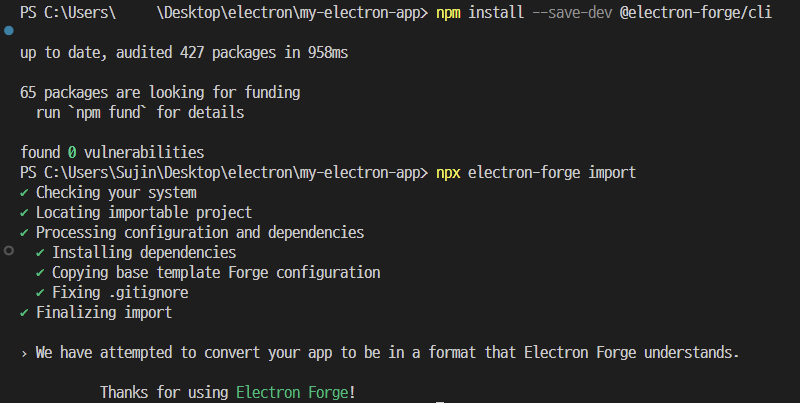 PS C:\Users\     \Desktop\electron\my-electron-app> npm install --save-dev @electron-forge/cli
up to date, audited 427 packages in 958ms
65 packages are looking for funding
  run `npm fund` for details
found 0 vulnerabilities
PS C:\Users\Sujin\Desktop\electron\my-electron-app> npx electron-forge import
✔ Checking your system
✔ Locating importable project
✔ Processing configuration and dependencies
  ✔ Installing dependencies
  ✔ Copying base template Forge configuration
  ✔ Fixing .gitignore
✔ Finalizing import
› We have attempted to convert your app to be in a format that Electron Forge understands.
Thanks for using Electron Forge!